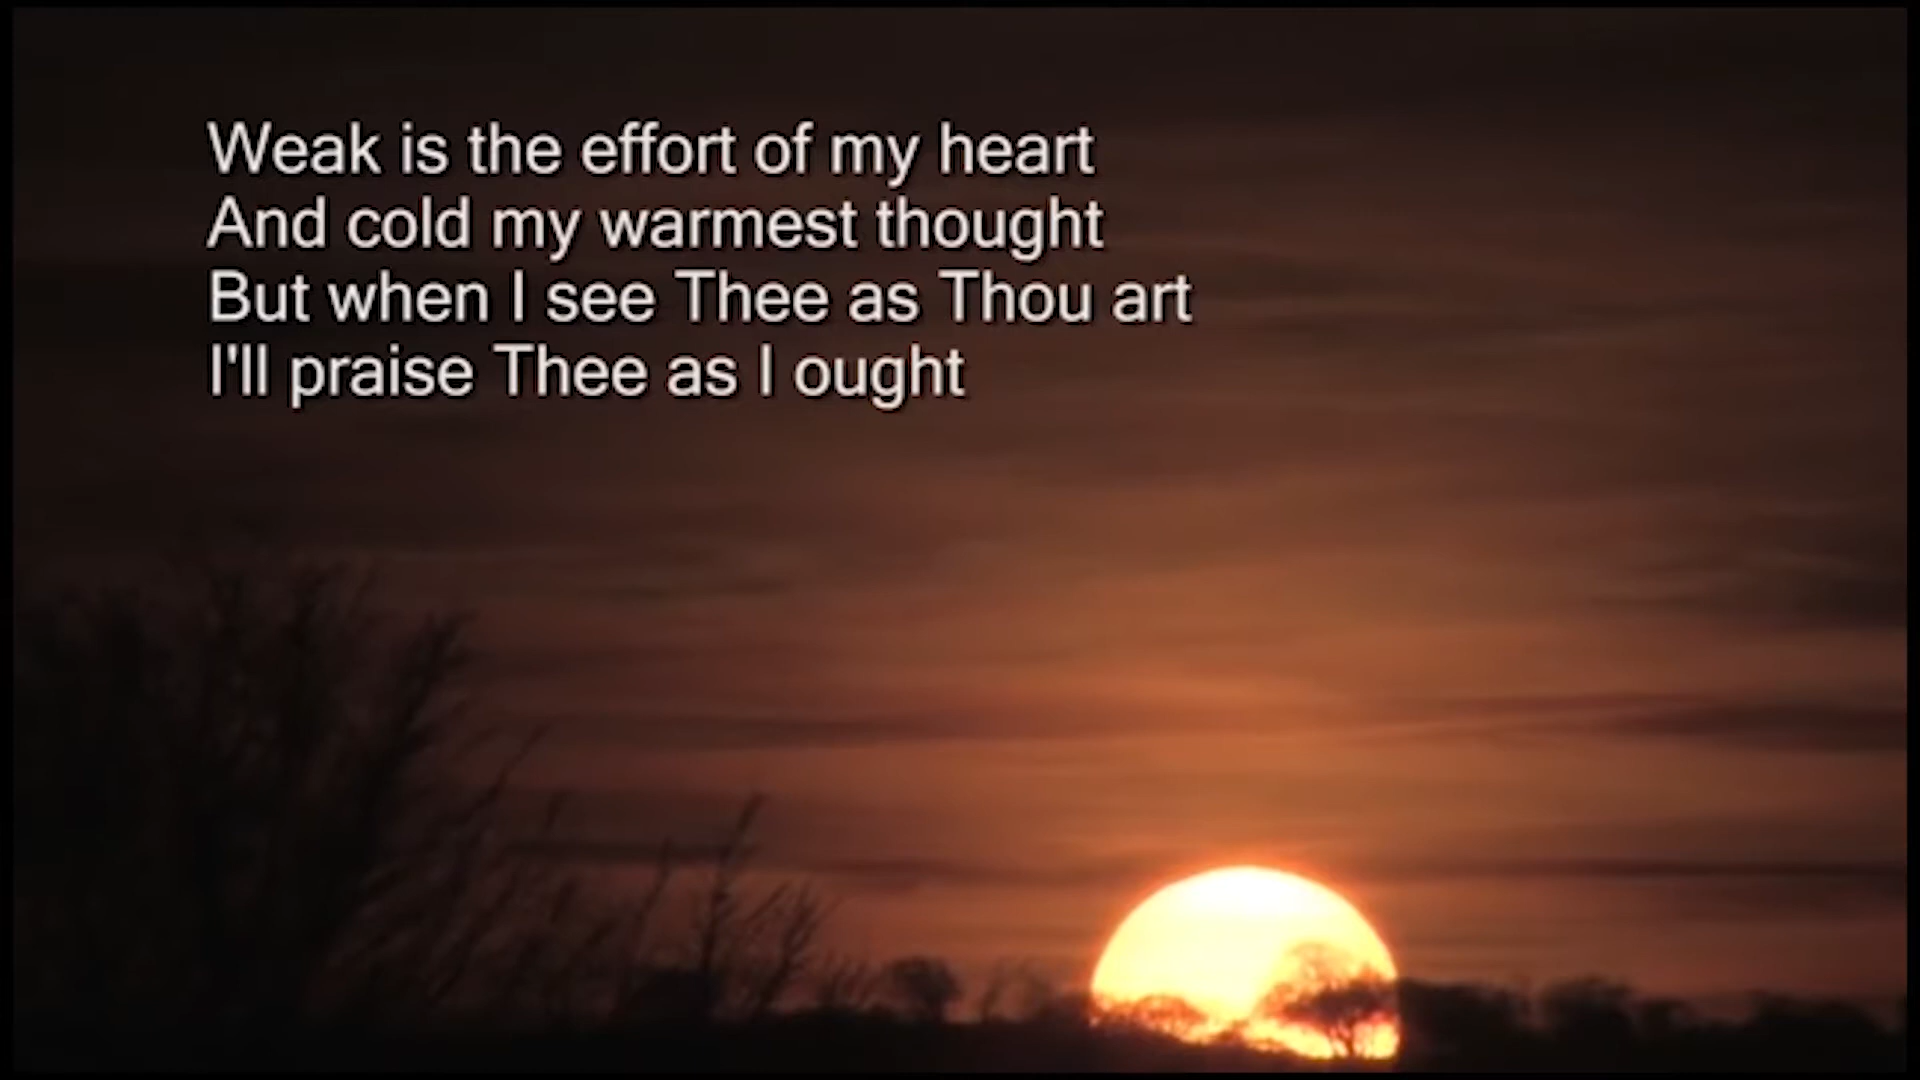 Weak is the effort of my heart
And cold my warmest thought
But when I see Thee as Thou art
I'll praise Thee as I ought